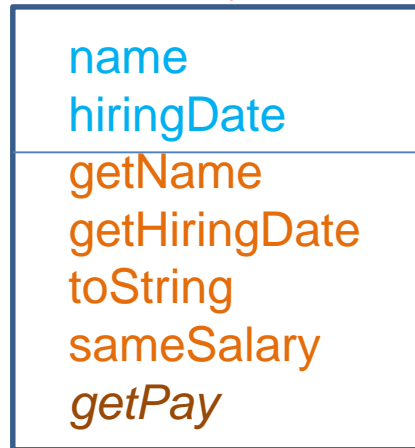 name
hiringDate
getName
getHiringDate
toString
sameSalary
getPay